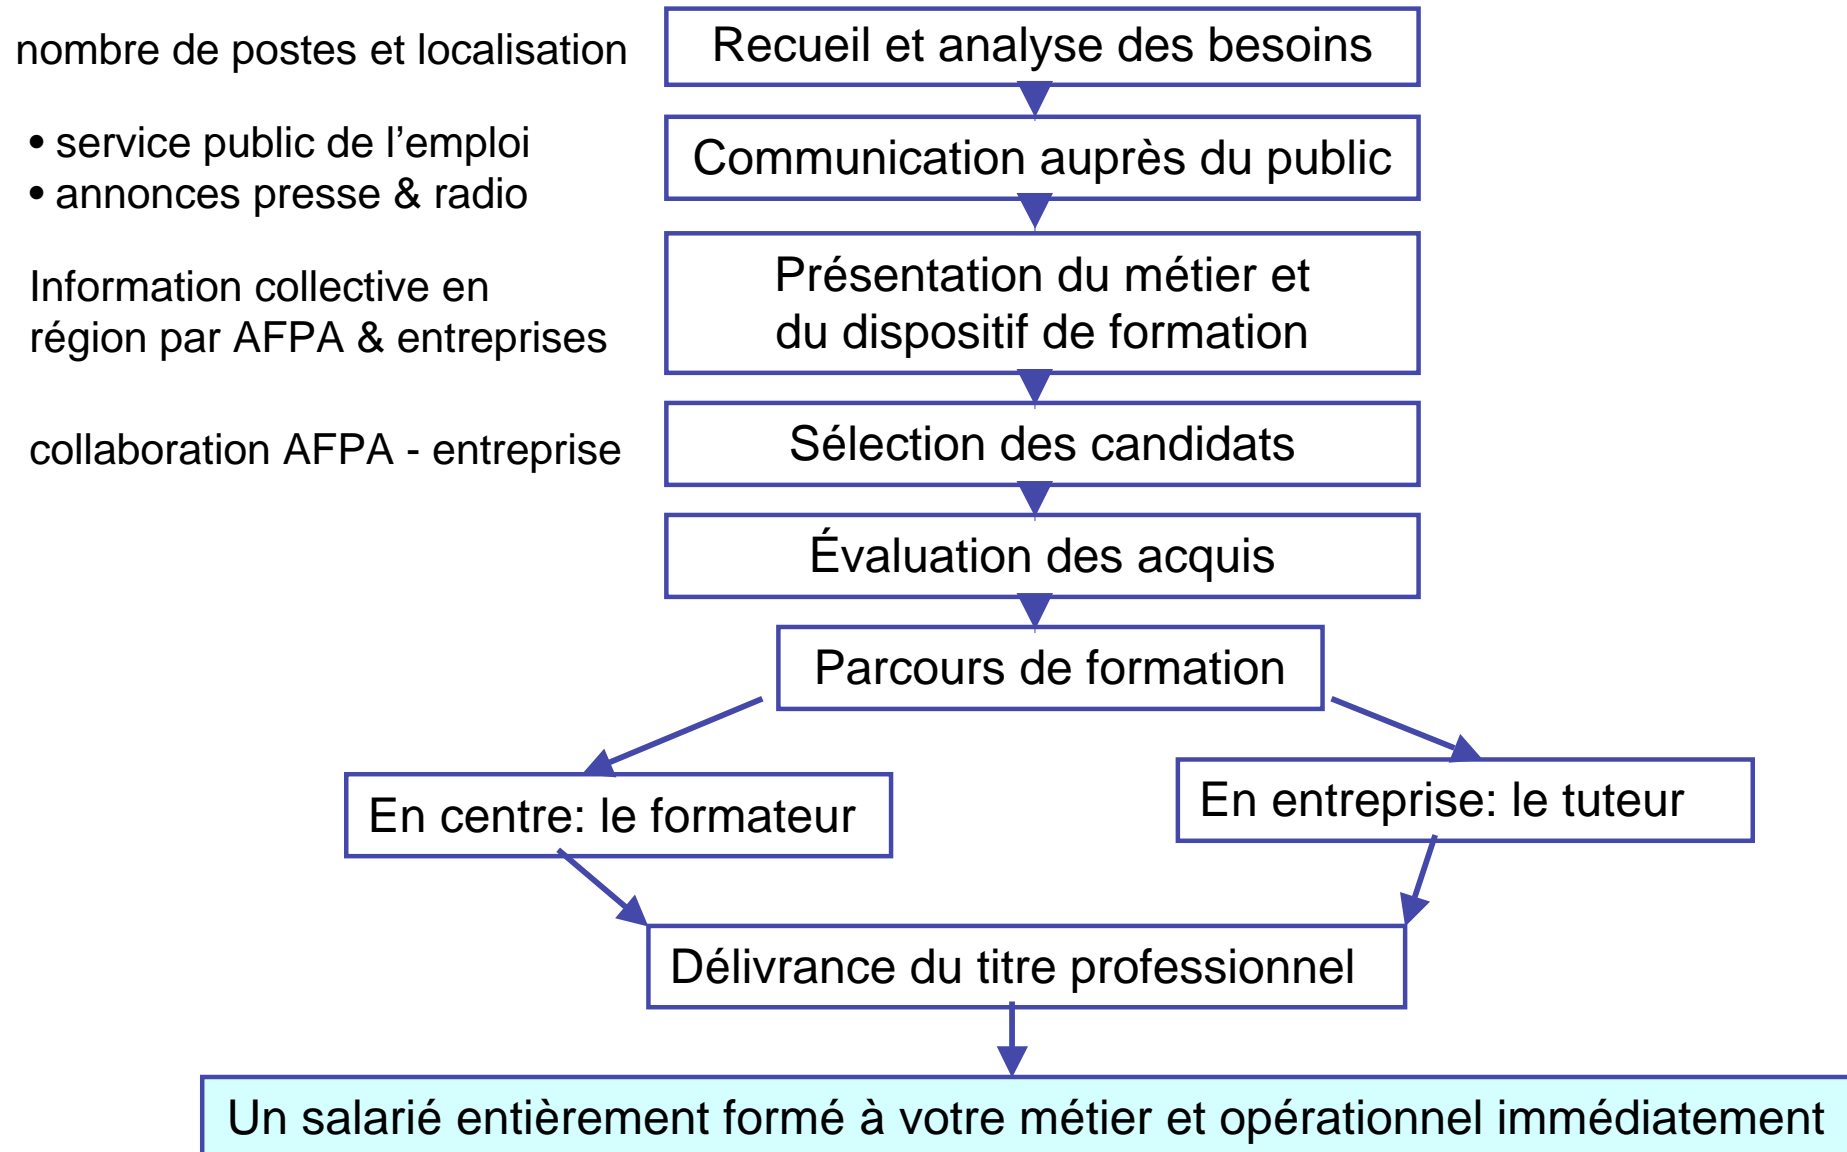 nombre de postes et localisation
Recueil et analyse des besoins
• service public de l'emploi
• annonces presse & radio
Communication auprès du public
Information collective en
région par AFPA & entreprises
Présentation du métier et
du dispositif de formation
collaboration AFPA - entreprise
Sélection des candidats
Évaluation des acquis
Parcours de formation
En centre: le formateur
En entreprise: le tuteur
Délivrance du titre professionnel
Un salarié entièrement formé à votre métier et opérationnel immédiatement